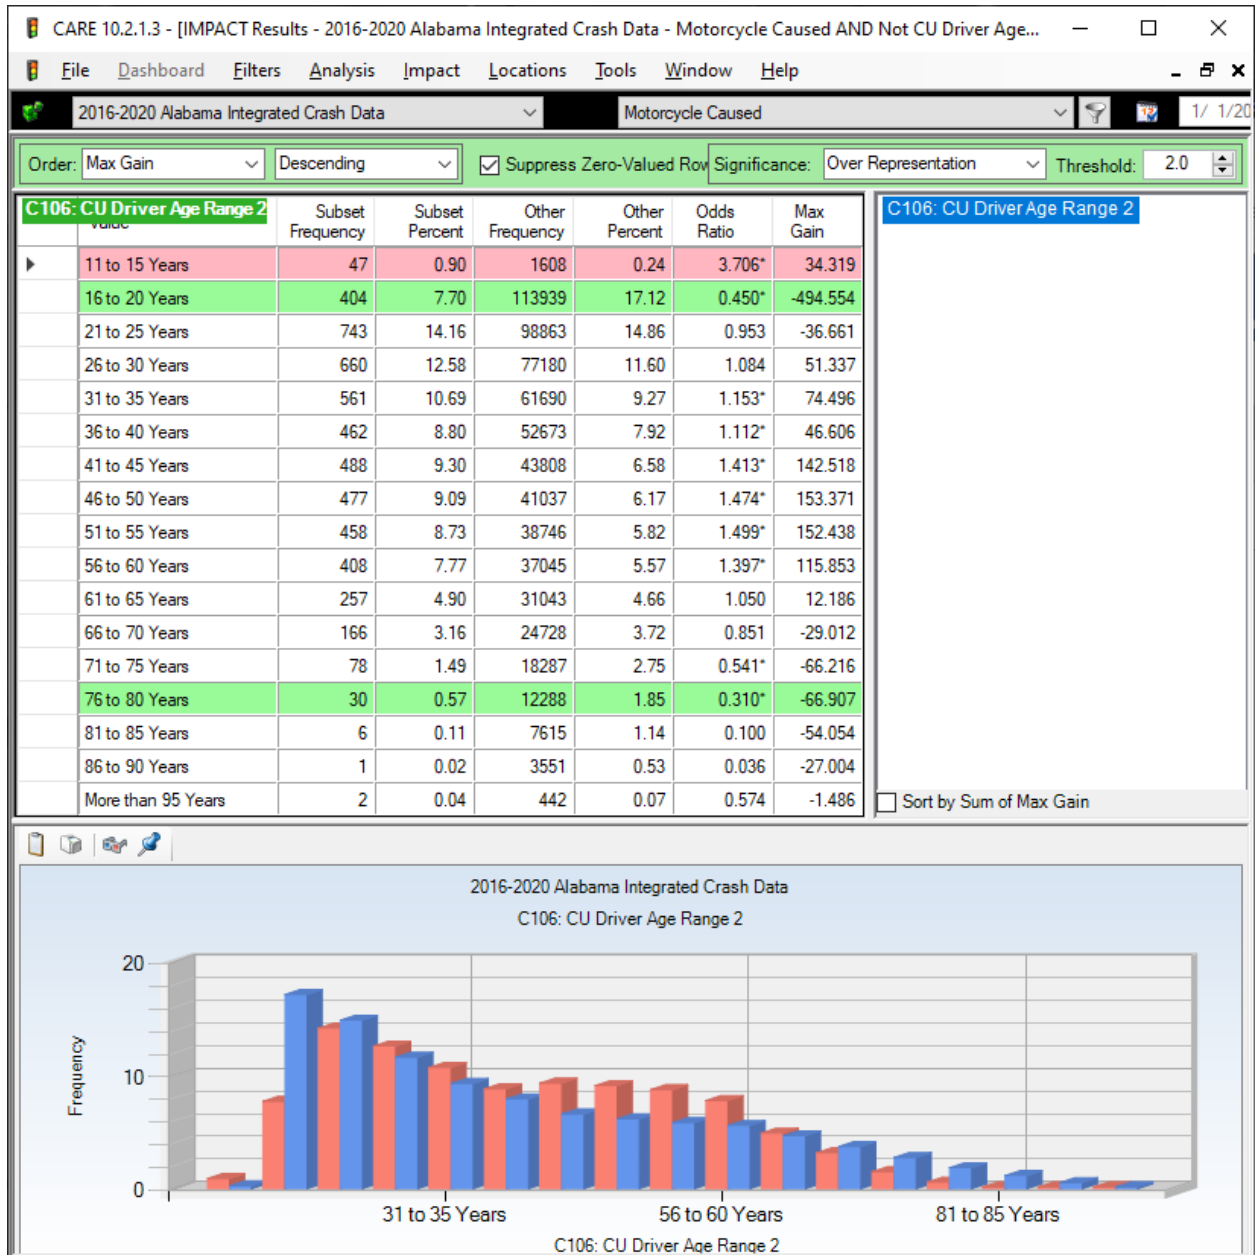 CARE 10.2.1.3 - [IMPACT Results - 2016-2020 Alabama Integrated Crash Data - Motorcycle Caused AND Not CU Driver Age...
File Dashboard Filters Analysis Impact Locations Tools Window Help
2016-2020 Alabama Integrated Crash Data Motorcycle Caused 1/ 1/20
Order: Max Gain Descending Suppress Zero-Valued Row Significance: Over Representation Threshold: 2.0
C106: CU Driver Age Range 2 Subset Frequency Subset Percent Other Frequency Other Percent Odds Ratio Max Gain
11 to 15 Years 47 0.90 1608 0.24 3.706* 34.319
16 to 20 Years 404 7.70 113939 17.12 0.450* -494.554
21 to 25 Years 743 14.16 98863 14.86 0.953 -36.661
26 to 30 Years 660 12.58 77180 11.60 1.084 51.337
31 to 35 Years 561 10.69 61690 9.27 1.153* 74.496
36 to 40 Years 462 8.80 52673 7.92 1.112* 46.606
41 to 45 Years 488 9.30 43808 6.58 1.413* 142.518
46 to 50 Years 477 9.09 41037 6.17 1.474* 153.371
51 to 55 Years 458 8.73 38746 5.82 1.499* 152.438
56 to 60 Years 408 7.77 37045 5.57 1.397* 115.853
61 to 65 Years 257 4.90 31043 4.66 1.050 12.186
66 to 70 Years 166 3.16 24728 3.72 0.851 -29.012
71 to 75 Years 78 1.49 18287 2.75 0.541* -66.216
76 to 80 Years 30 0.57 12288 1.85 0.310* -66.907
81 to 85 Years 6 0.11 7615 1.14 0.100 -54.054
86 to 90 Years 1 0.02 3551 0.53 0.036 -27.004
More than 95 Years 2 0.04 442 0.07 0.574 -1.486
C106: CU Driver Age Range 2
Sort by Sum of Max Gain
2016-2020 Alabama Integrated Crash Data
C106: CU Driver Age Range 2
Frequency
20
10
0
31 to 35 Years 56 to 60 Years 81 to 85 Years
C106: CU Driver Age Range 2